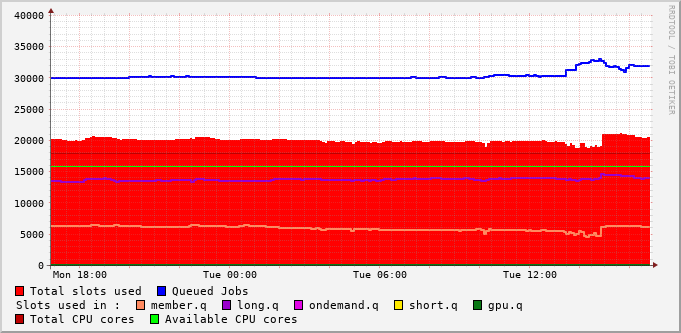 40000
35000
30000
25000
20000
15000
10000
5000
0
Mon 18:00 Tue 00:00 Tue 06:00 Tue 12:00
Total slots used Queued Jobs
Slots used in : member.q long.q ondemand.q short.q gpu.q
Total CPU cores Available CPU cores
RRDTOOL / TOBI OETIKER